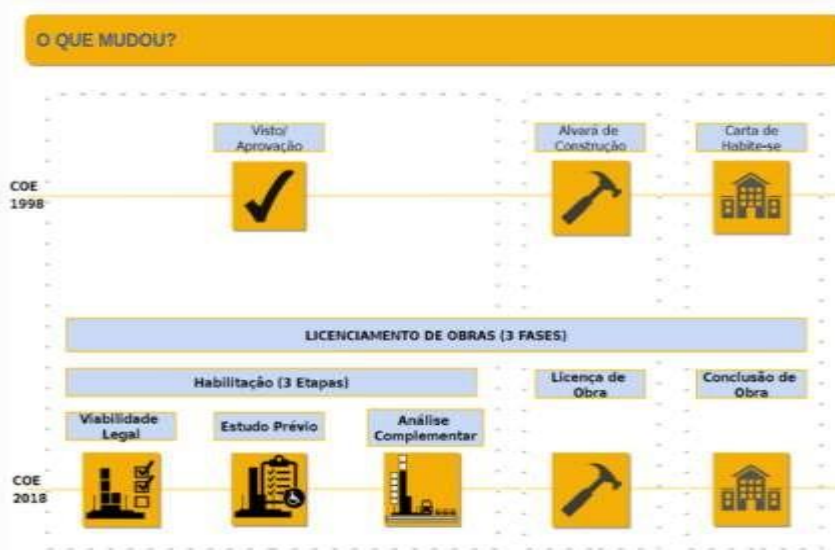 O QUE MUDOU?
Visto/
Aprovação
Alvará de
Construção
Carta de
Habite-se
COE
1998
LICENCIAMENTO DE OBRAS (3 FASES)
Habilitação (3 Etapas)
Licença de
Obra
Conclusão de
Obra
Viabilidade
Legal
Estudo Prévio
Análise
Complementar
COE
2018